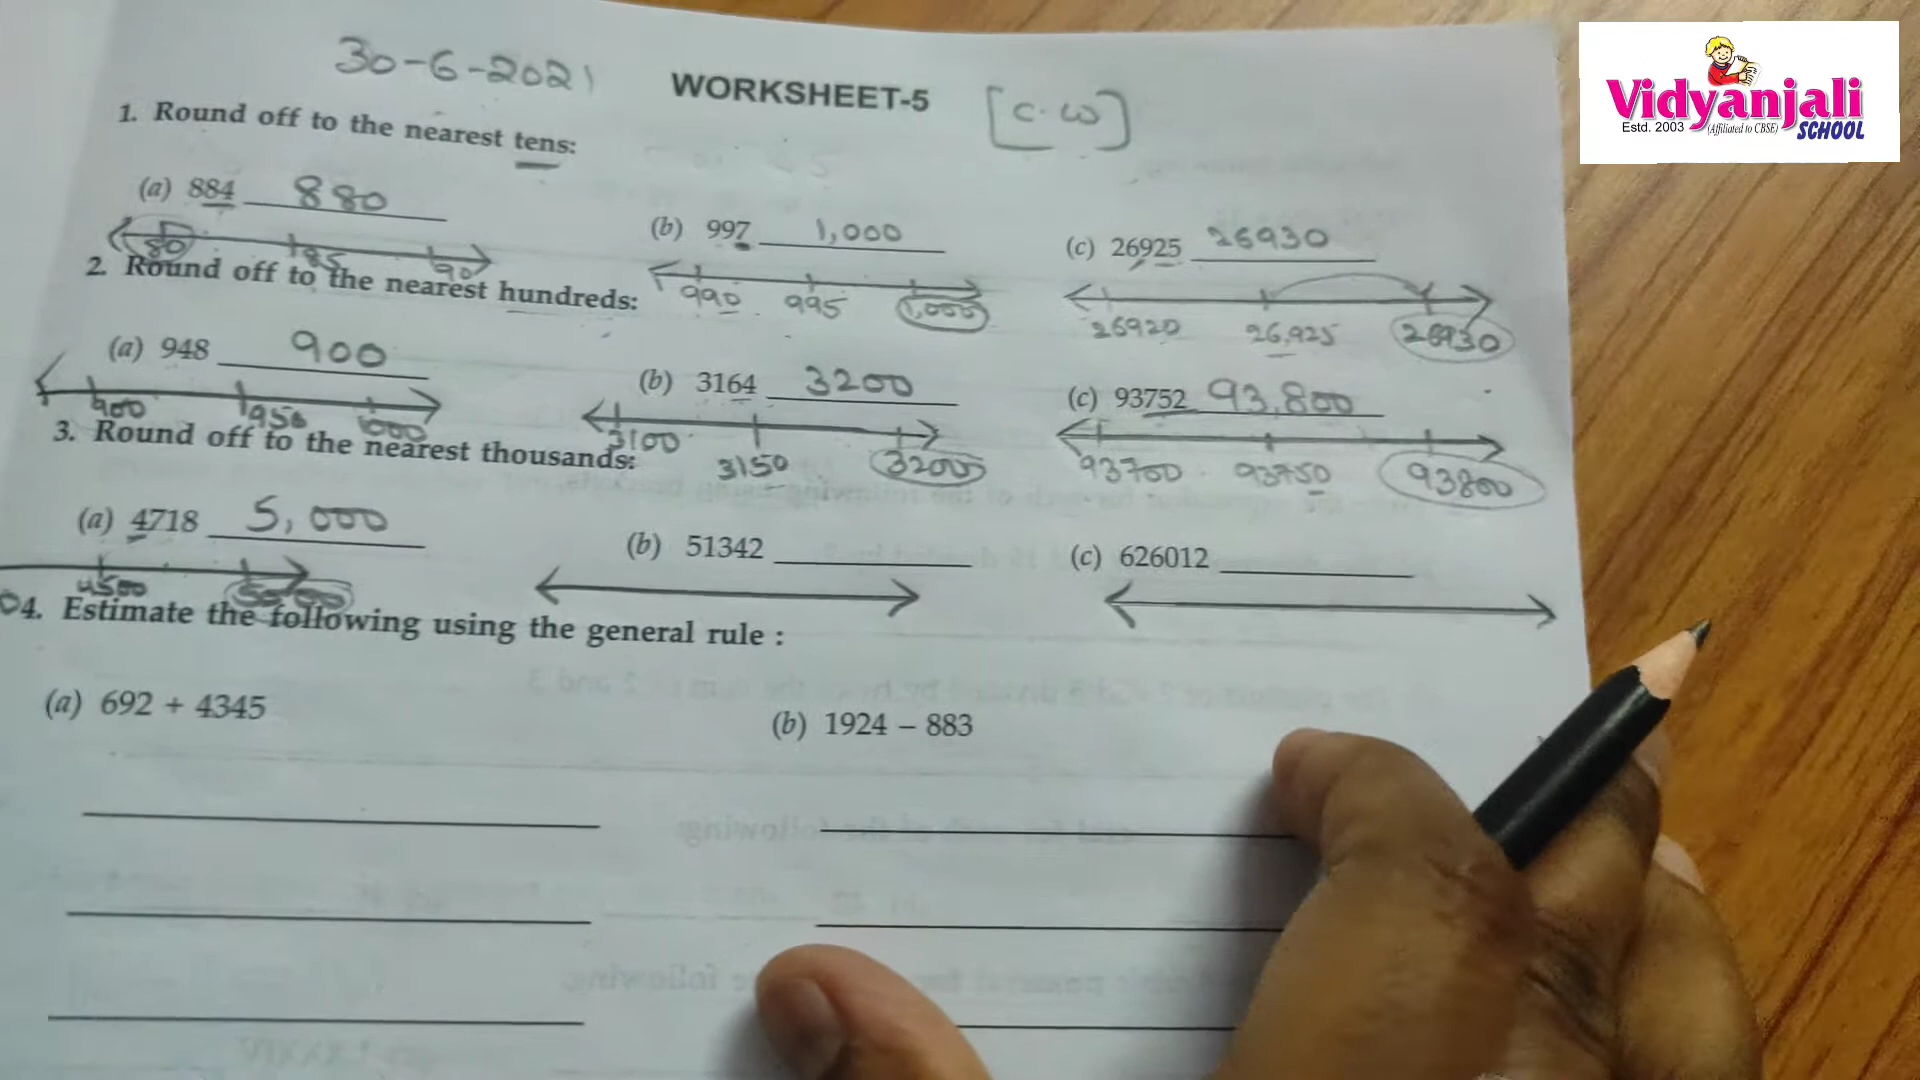 30-6-2021 WORKSHEET-5 [C.W]
Vidyanjali
Estd. 2003 (Affiliated to CBSE) SCHOOL
1. Round off to the nearest tens:
(a) 884 880 (b) 997 1,000 (c) 26925 26930
80 85 90 990 995 1,000 26920 26,925 26930
2. Round off to the nearest hundreds:
(a) 948 900 (b) 3164 3200 (c) 93752 93,800
900 950 1000 3100 3150 3200 93700 93750 93800
3. Round off to the nearest thousands:
(a) 4718 5,000 (b) 51342 (c) 626012
4500 5000
4. Estimate the following using the general rule :
(a) 692 + 4345 (b) 1924 – 883